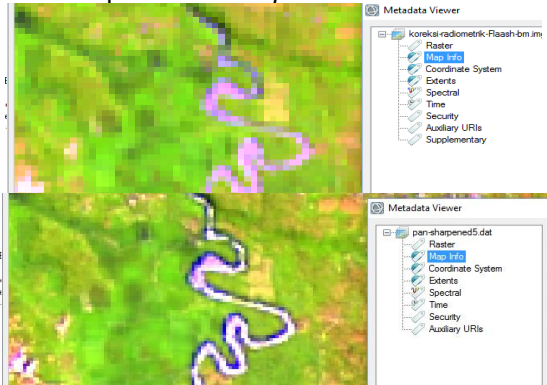 Metadata Viewer
koreksi-radiometrik-Flaash-bm.img
Raster
Map Info
Coordinate System
Extents
Spectral
Time
Security
Auxiliary URIs
Supplementary
Metadata Viewer
pan-sharpened5.dat
Raster
Map Info
Coordinate System
Extents
Spectral
Time
Security
Auxiliary URIs